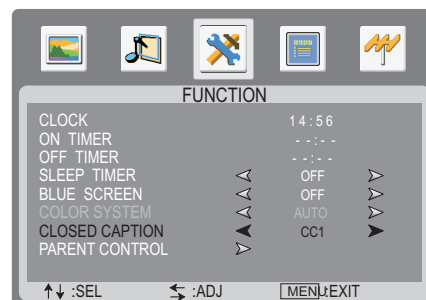 FUNCTION
CLOCK 14:56
ON TIMER --:--
OFF TIMER --:--
SLEEP TIMER OFF
BLUE SCREEN OFF
COLOR SYSTEM AUTO
CLOSED CAPTION CC1
PARENT CONTROL
:SEL :ADJ MENU:EXIT